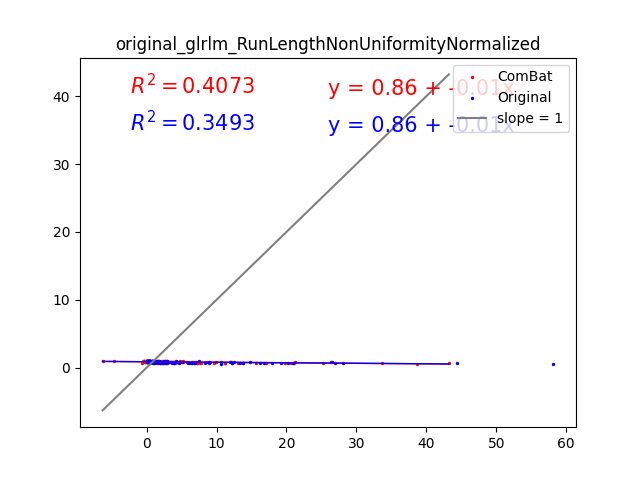 original_glrlm_RunLengthNonUniformityNormalized
R² = 0.4073
y = 0.86 + -0.01x
R² = 0.3493
y = 0.86 + -0.01x
ComBat
Original
slope = 1
40
30
20
10
0
0
10
20
30
40
50
60